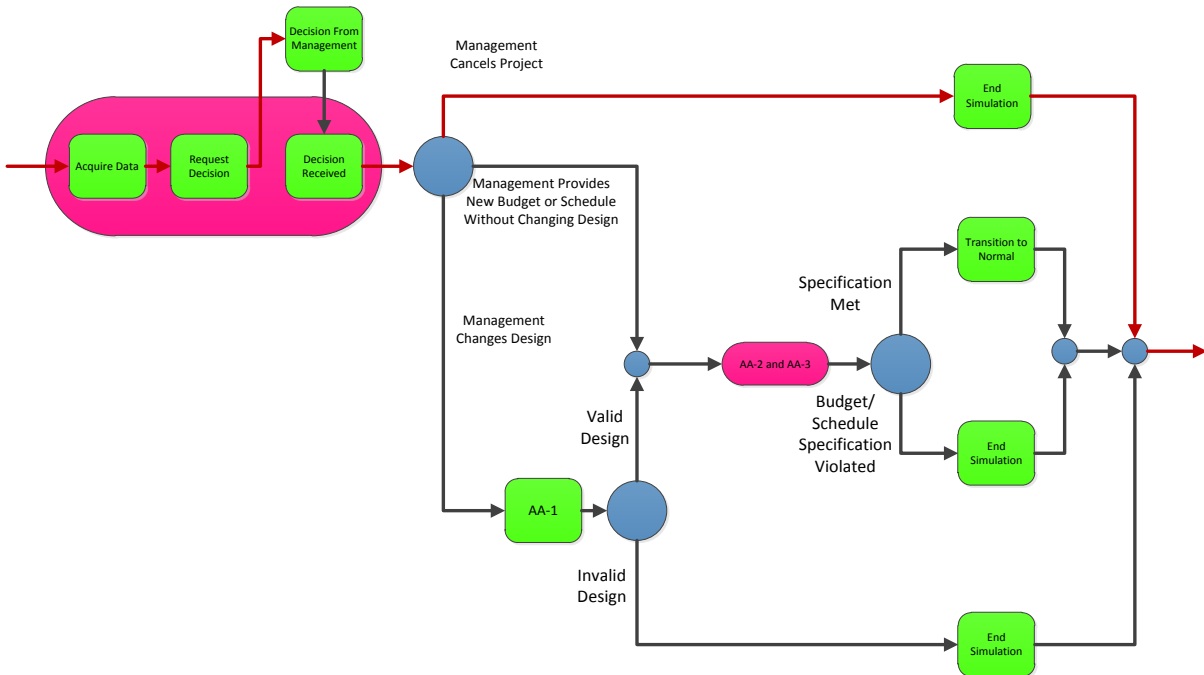 Decision From
Management
Management
Cancels Project
End
Simulation
Acquire Data
Request
Decision
Decision
Received
Management Provides
New Budget or Schedule
Without Changing Design
Transition to
Normal
Specification
Met
Management
Changes Design
AA-2 and AA-3
Budget/
Schedule
Specification
Violated
Valid
Design
End
Simulation
AA-1
Invalid
Design
End
Simulation